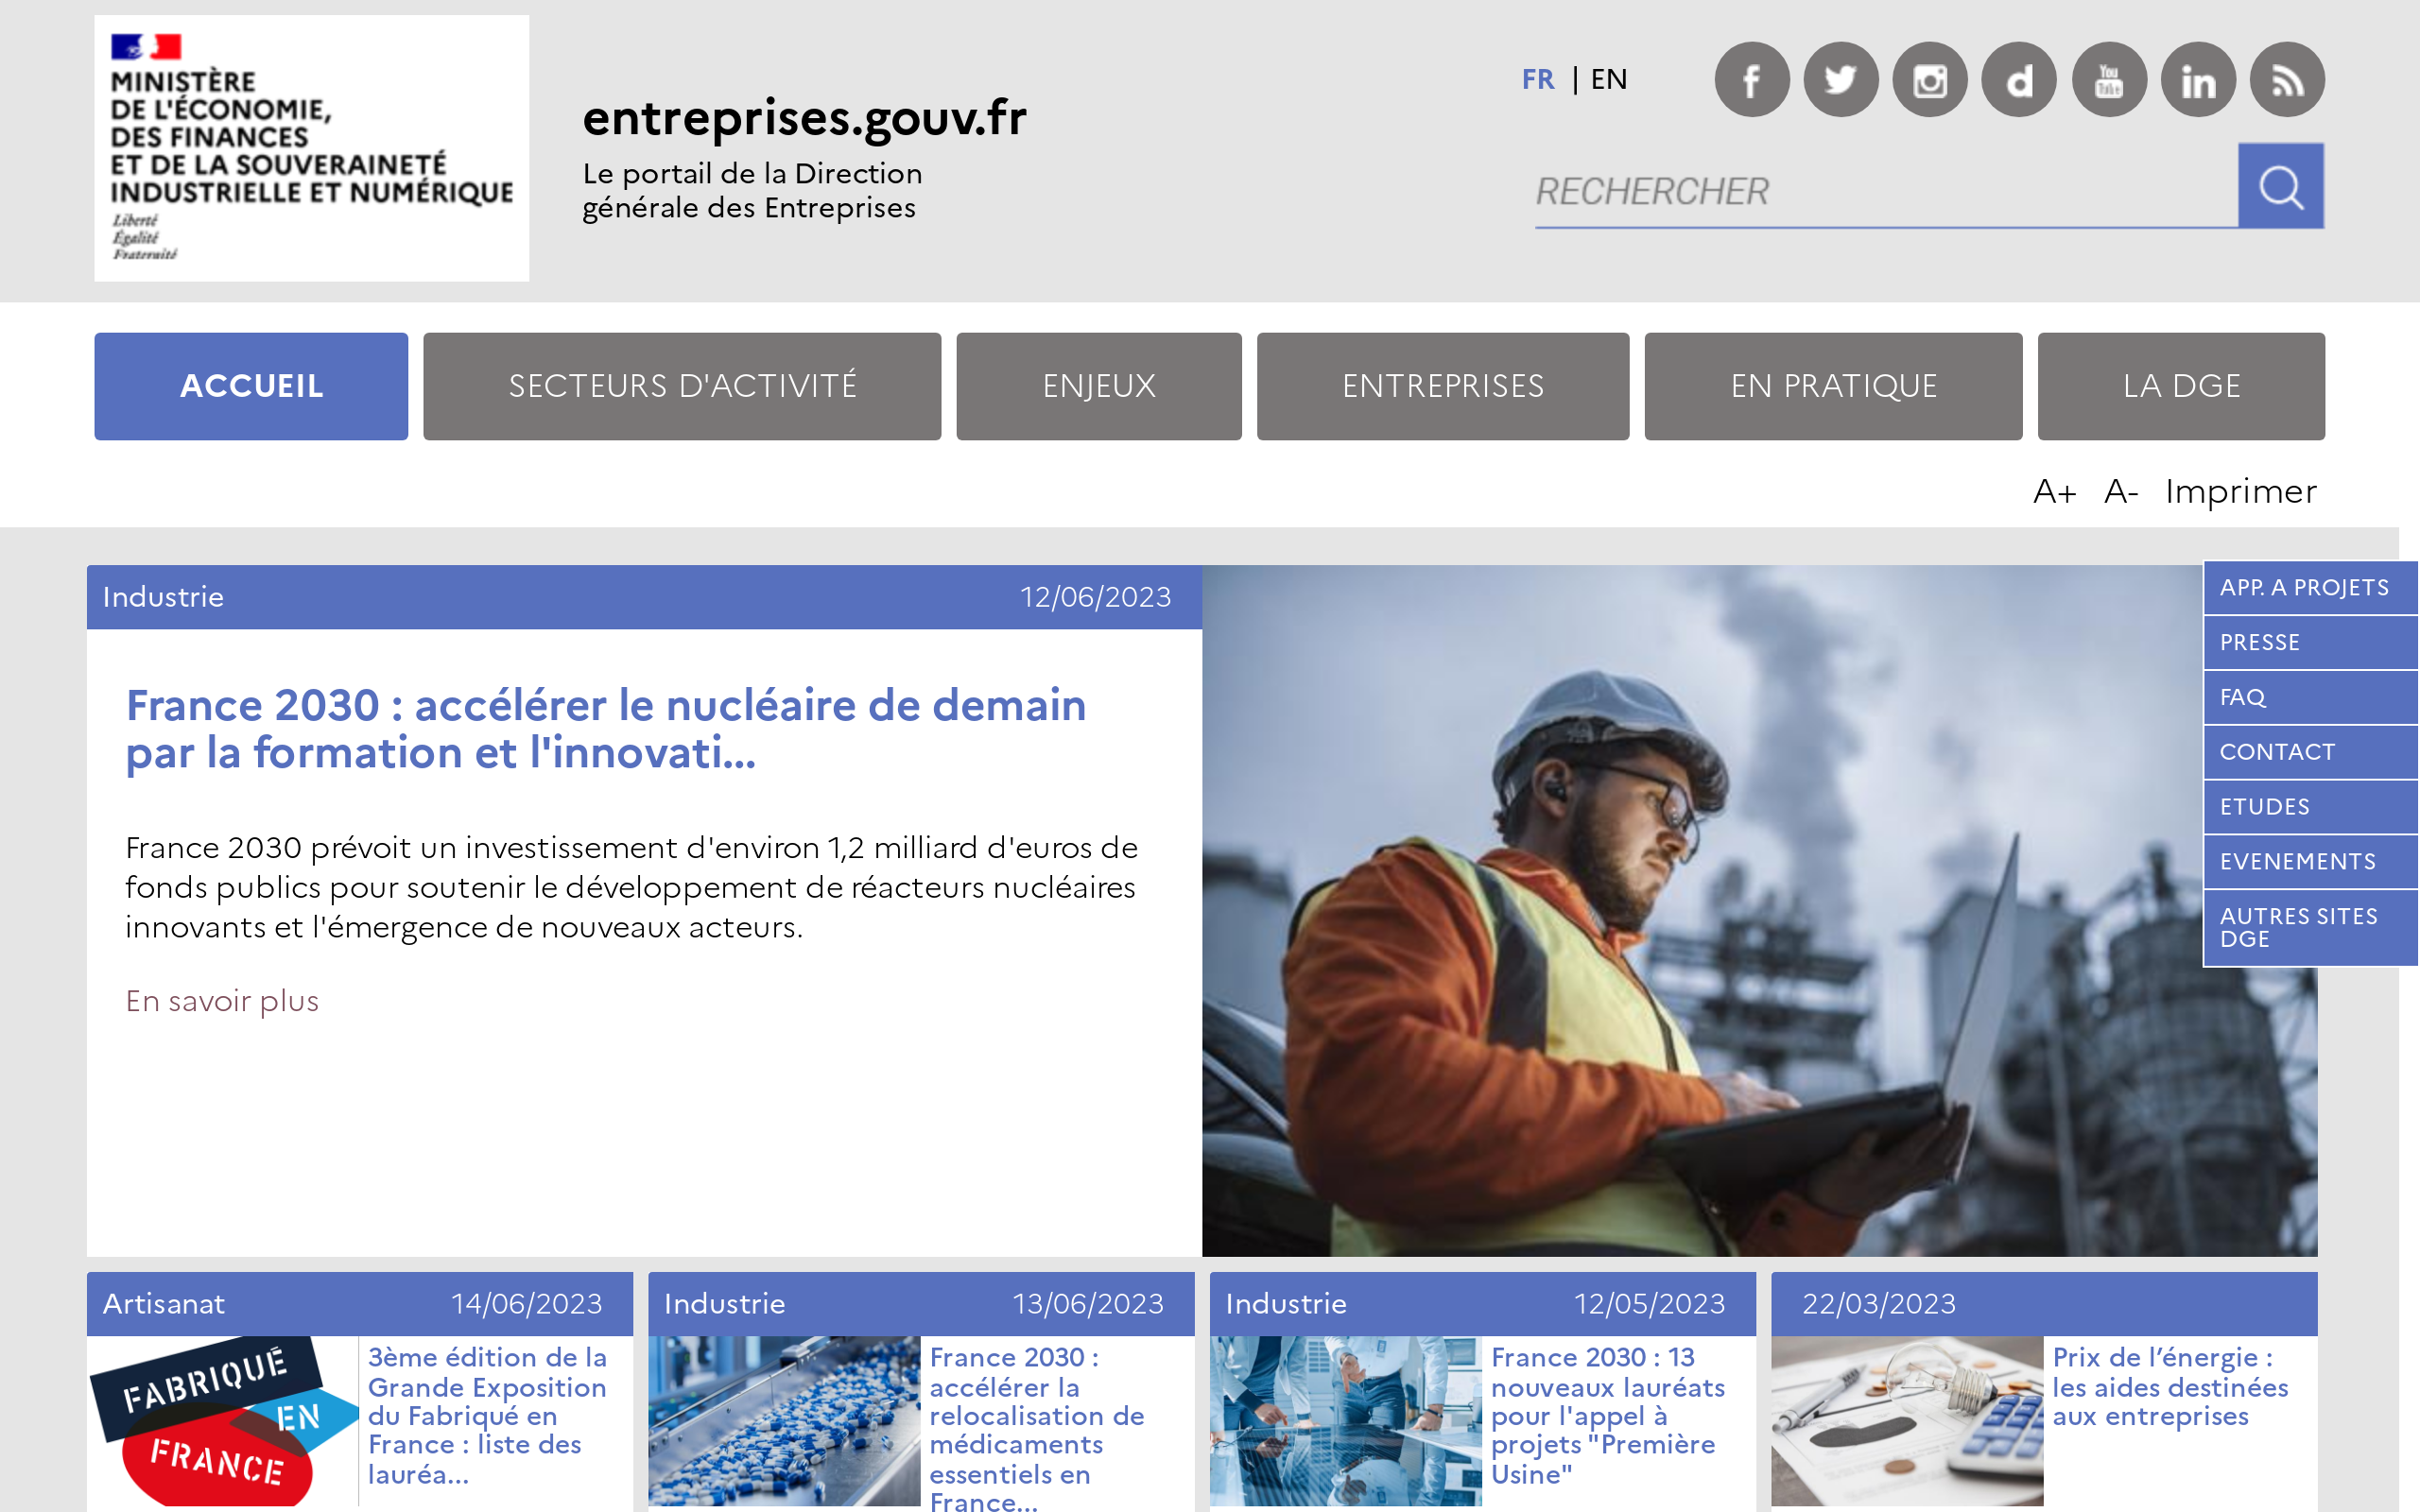 MINISTÈRE
DE L'ÉCONOMIE,
DES FINANCES
ET DE LA SOUVERAINETÉ
INDUSTRIELLE ET NUMÉRIQUE
Liberté
Égalité
Fraternité
entreprises.gouv.fr
Le portail de la Direction
générale des Entreprises
FR | EN
You
Tube
RECHERCHER
ACCUEIL
SECTEURS D'ACTIVITÉ
ENJEUX
ENTREPRISES
EN PRATIQUE
LA DGE
A+ A- Imprimer
Industrie 12/06/2023
France 2030 : accélérer le nucléaire de demain
par la formation et l'innovati...
France 2030 prévoit un investissement d'environ 1,2 milliard d'euros de
fonds publics pour soutenir le développement de réacteurs nucléaires
innovants et l'émergence de nouveaux acteurs.
En savoir plus
APP. A PROJETS
PRESSE
FAQ
CONTACT
ETUDES
EVENEMENTS
AUTRES SITES
DGE
Artisanat 14/06/2023
FABRIQUÉ
EN
FRANCE
3ème édition de la
Grande Exposition
du Fabriqué en
France : liste des
lauréa...
Industrie 13/06/2023
France 2030 :
accélérer la
relocalisation de
médicaments
essentiels en
France...
Industrie 12/05/2023
France 2030 : 13
nouveaux lauréats
pour l'appel à
projets "Première
Usine"
22/03/2023
Prix de l’énergie :
les aides destinées
aux entreprises